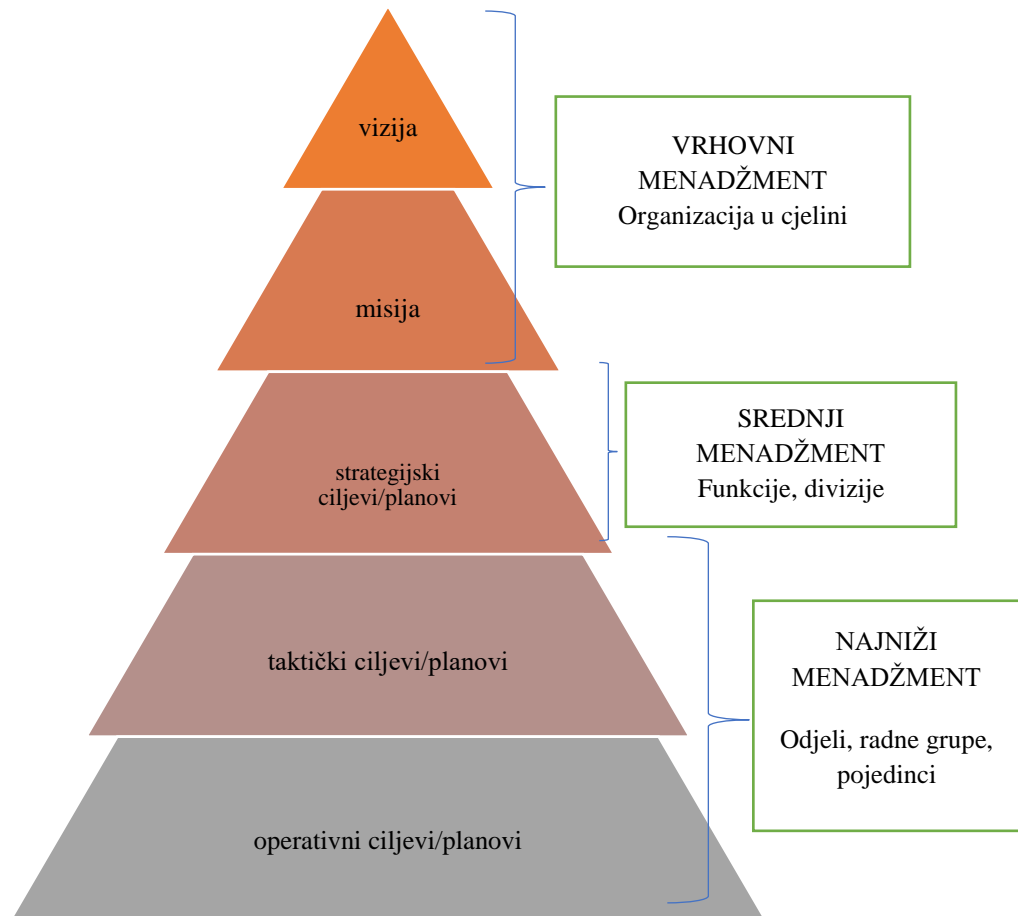 vizija
VRHOVNI
MENADŽMENT
Organizacija u cjelini
misija
SREDNJI
MENADŽMENT
Funkcije, divizije
strategijski
ciljevi/planovi
NAJNIŽI
MENADŽMENT
Odjeli, radne grupe,
pojedinci
taktički ciljevi/planovi
operativni ciljevi/planovi